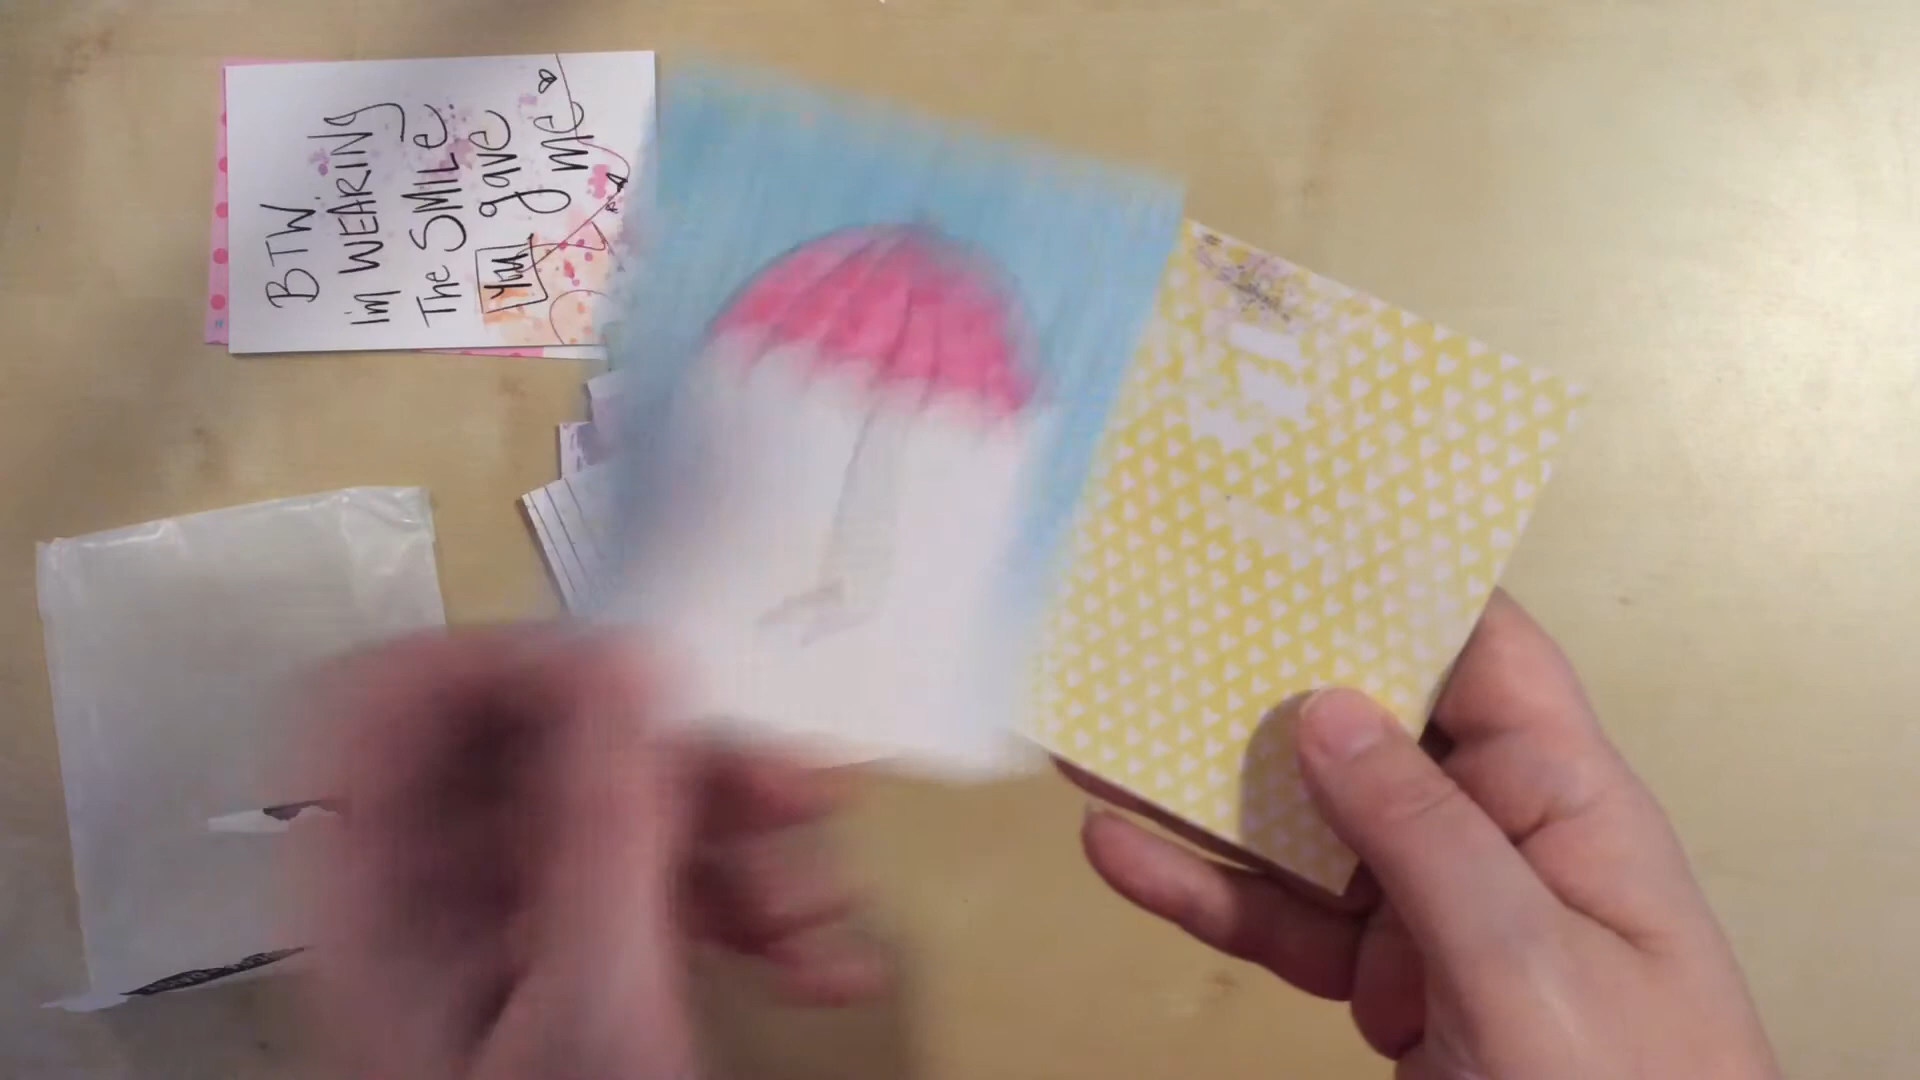 BTW.
I'm WEARING
The SMILE
You gave
me